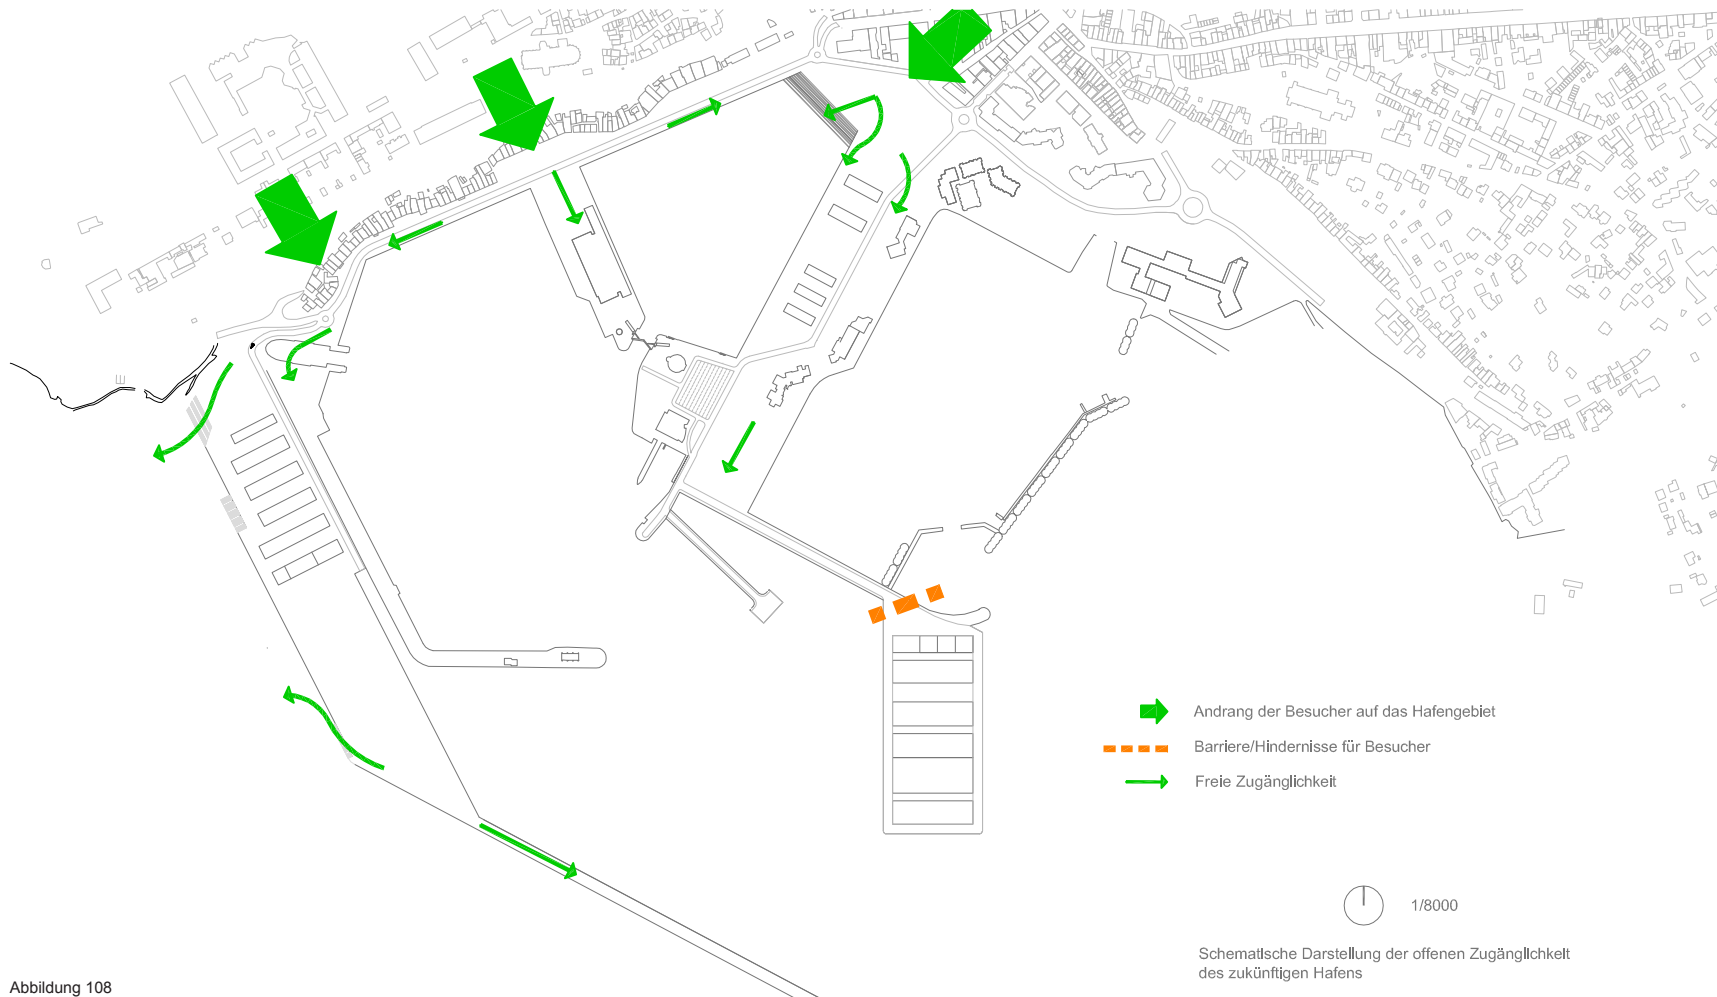 Andrang der Besucher auf das Hafengebiet
Barriere/Hindernisse für Besucher
Freie Zugänglichkeit
1/8000
Schematische Darstellung der offenen Zugänglichkeit
des zukünftigen Hafens
Abbildung 108